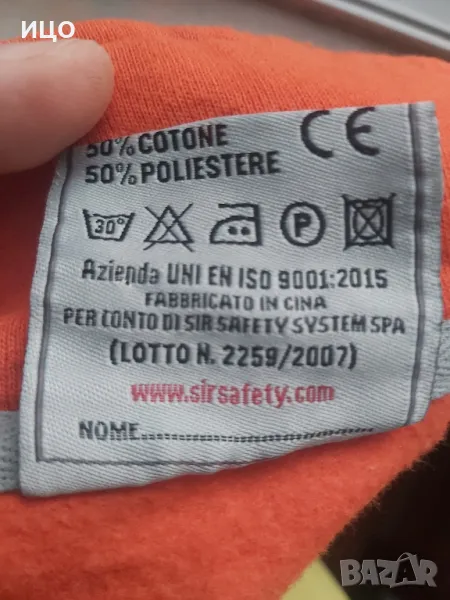 ицо
50% COTONE
50% POLIESTERE
CE
30°
P
Azienda UNI EN ISO 9001:2015
FABBRICATO IN CINA
PER CONTO DI SIR SAFETY SYSTEM SPA
(LOTTO N. 2259/2007)
www.sirsafety.com
NOME
BAZAR